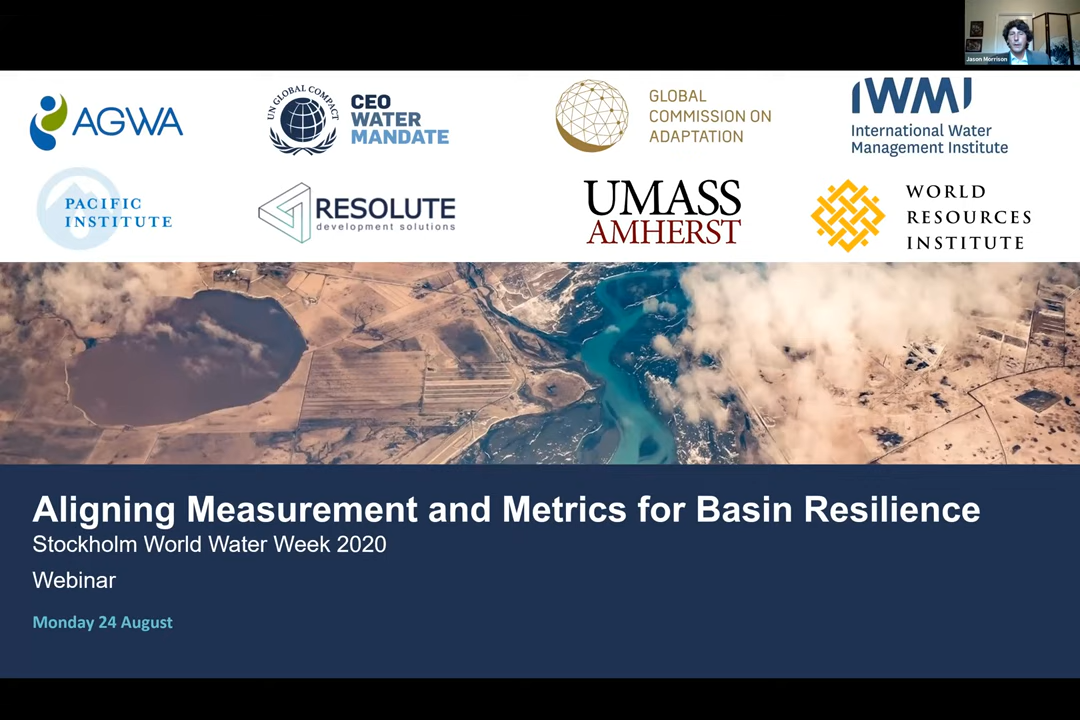 Jason Morrison
AGWA
UN GLOBAL COMPACT
CEO
WATER
MANDATE
GLOBAL
COMMISSION ON
ADAPTATION
IWMI
International Water
Management Institute
PACIFIC
INSTITUTE
RESOLUTE
development solutions
UMASS
AMHERST
WORLD
RESOURCES
INSTITUTE
Aligning Measurement and Metrics for Basin Resilience
Stockholm World Water Week 2020
Webinar
Monday 24 August